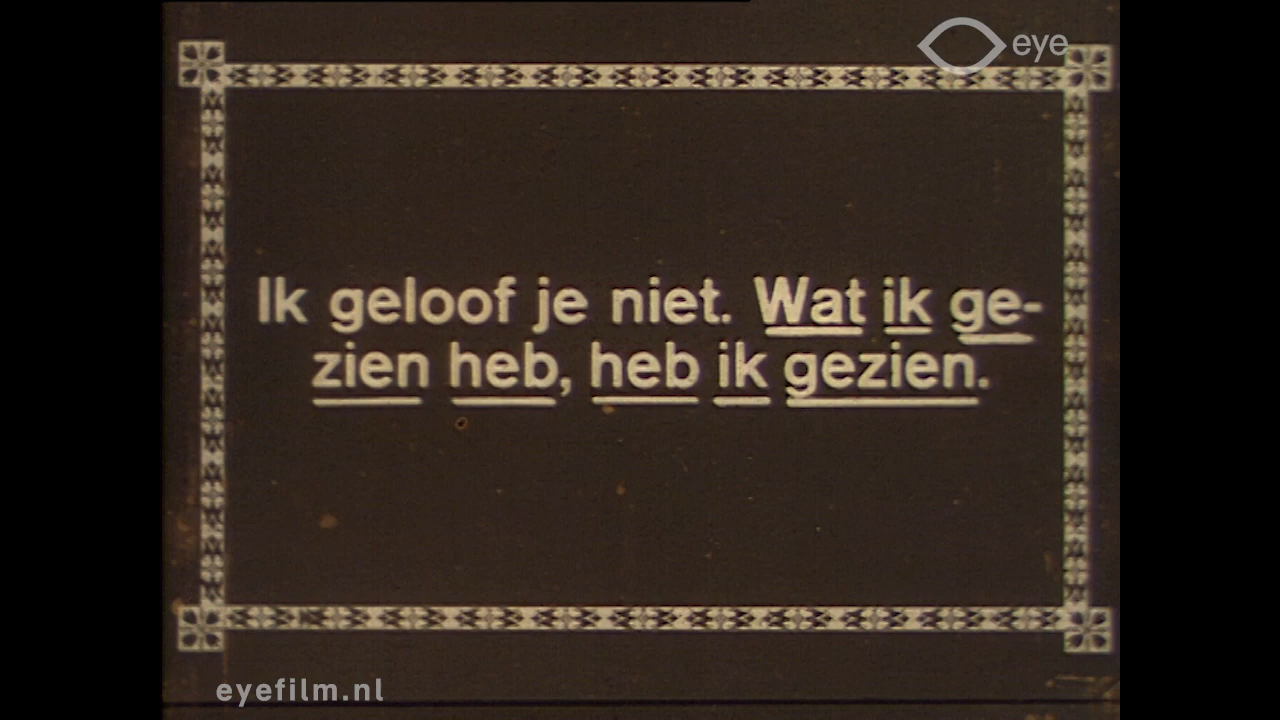 eye
Ik geloof je niet. Wat ik ge-
zien heb, heb ik gezien.
eyefilm.nl